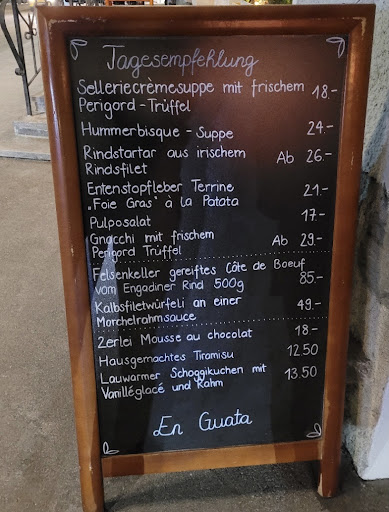 Tagesempfehlung
Selleriecrèmesuppe mit frischem 18.-
Perigord-Trüffel
Hummerbisque - Suppe 24.-
Rindstartar aus irischem Ab 26.-
Rindsfilet
Entenstopfleber Terrine 21.-
„Foie Gras" à la Patata
Pulposalat 17.-
Gnocchi mit frischem Ab 29.-
Perigord Trüffel
Felsenkeller gereiftes Côte de Boeuf
vom Engadiner Rind 500g 85.-
Kalbsfiletwürfeli an einer 49.-
Morchelrahmsauce
2erlei Mousse au chocolat 18.-
Hausgemachtes Tiramisu 12.50
Lauwarmer Schoggikuchen mit 13.50
Vanilléglacé und Rahm
En Guata